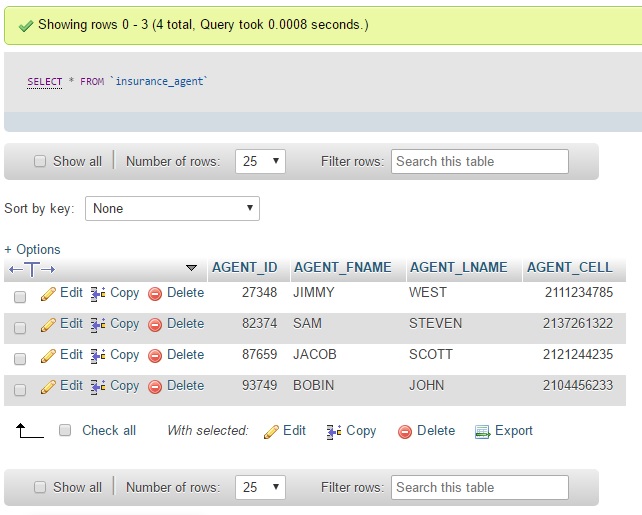 Showing rows 0 - 3 (4 total, Query took 0.0008 seconds.)
SELECT * FROM `insurance_agent`
Show all Number of rows: 25 Filter rows: Search this table
Sort by key: None
+ Options
AGENT_ID AGENT_FNAME AGENT_LNAME AGENT_CELL
Edit Copy Delete 27348 JIMMY WEST 2111234785
Edit Copy Delete 82374 SAM STEVEN 2137261322
Edit Copy Delete 87659 JACOB SCOTT 2121244235
Edit Copy Delete 93749 BOBIN JOHN 2104456233
Check all With selected: Edit Copy Delete Export
Show all Number of rows: 25 Filter rows: Search this table